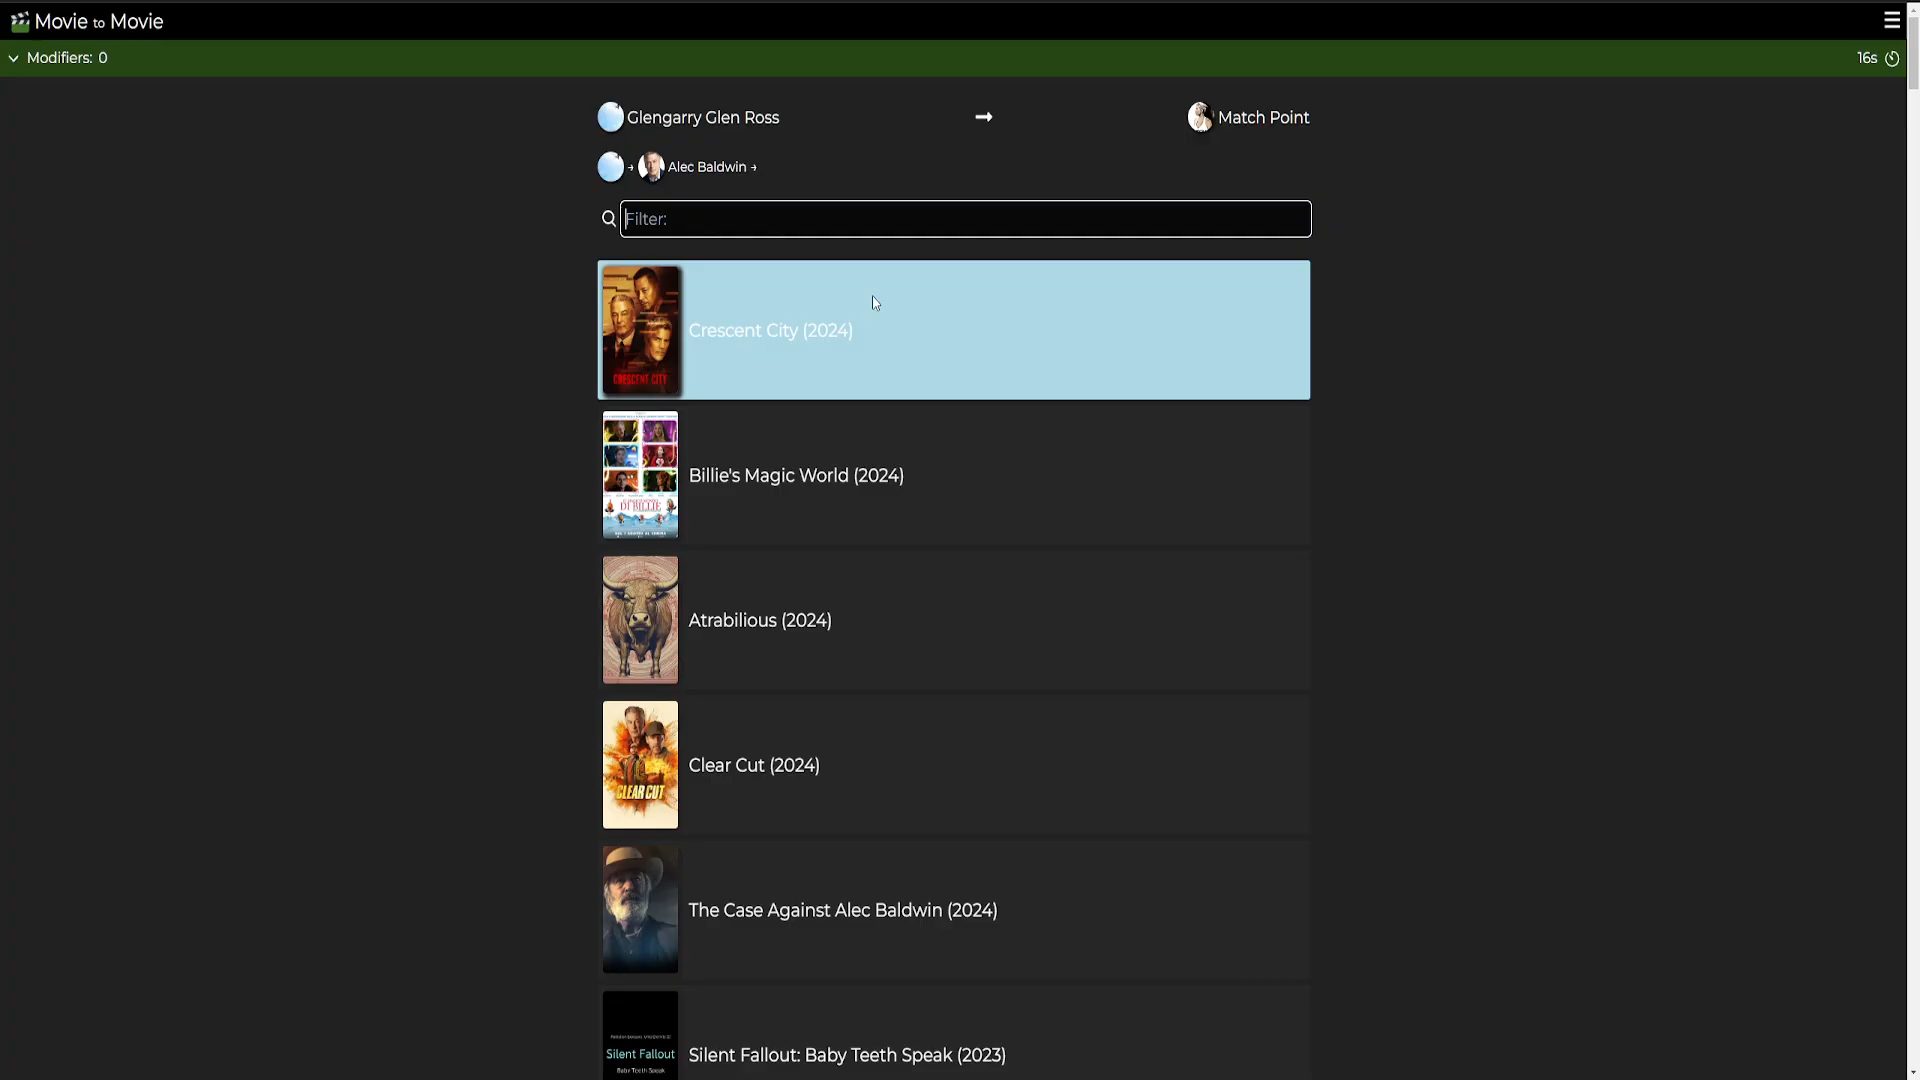 Movie to Movie
Modifiers: 0
16s
Glengarry Glen Ross
Match Point
Alec Baldwin
Filter:
CRESCENT CITY
Crescent City (2024)
DI BILLIE
Billie's Magic World (2024)
Atrabilious (2024)
CLEAR CUT
Clear Cut (2024)
The Case Against Alec Baldwin (2024)
Silent Fallout
Baby Teeth Speak
Silent Fallout: Baby Teeth Speak (2023)